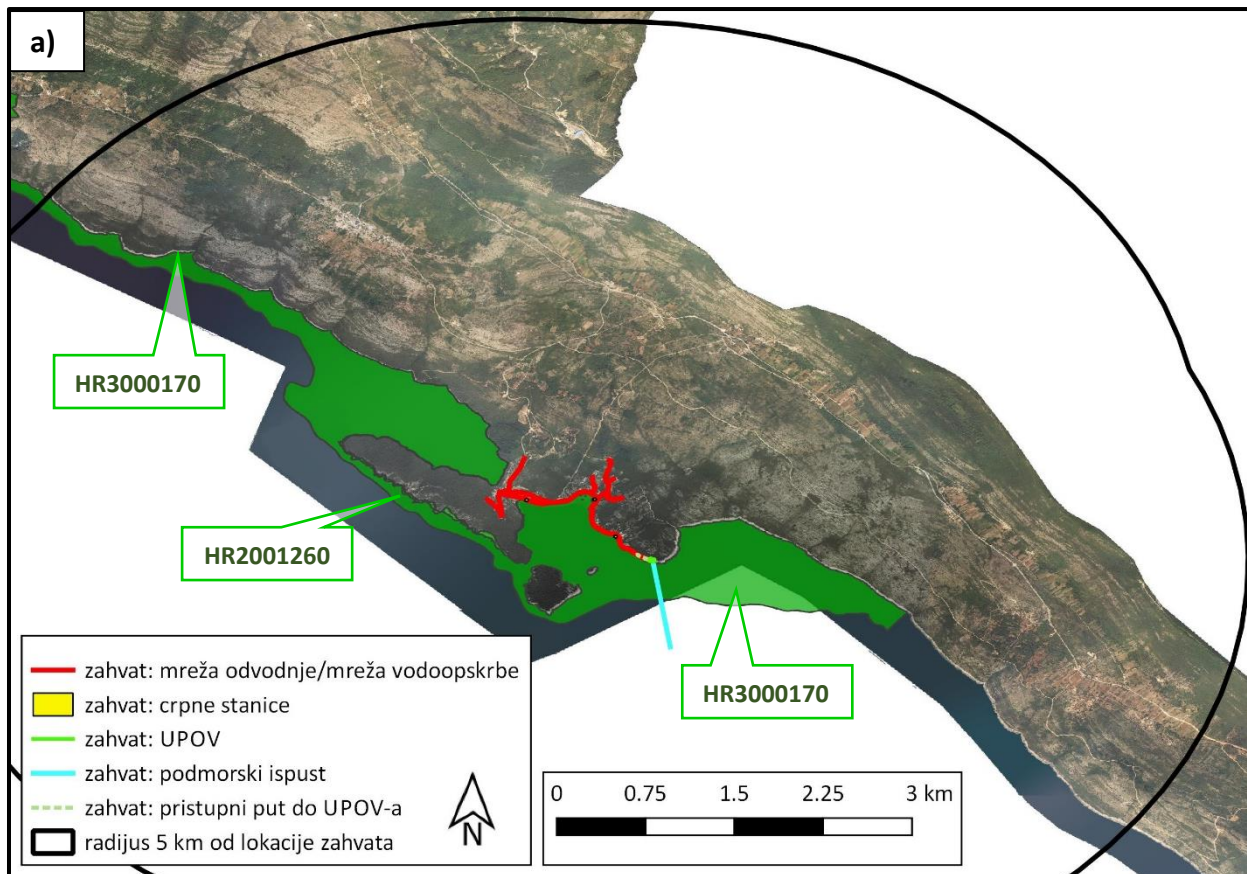 a)
HR3000170
HR2001260
HR3000170
zahvat: mreža odvodnje/mreža vodoopskrbe
zahvat: crpne stanice
zahvat: UPOV
zahvat: podmorski ispust
zahvat: pristupni put do UPOV-a
radijus 5 km od lokacije zahvata
N
0 0.75 1.5 2.25 3 km